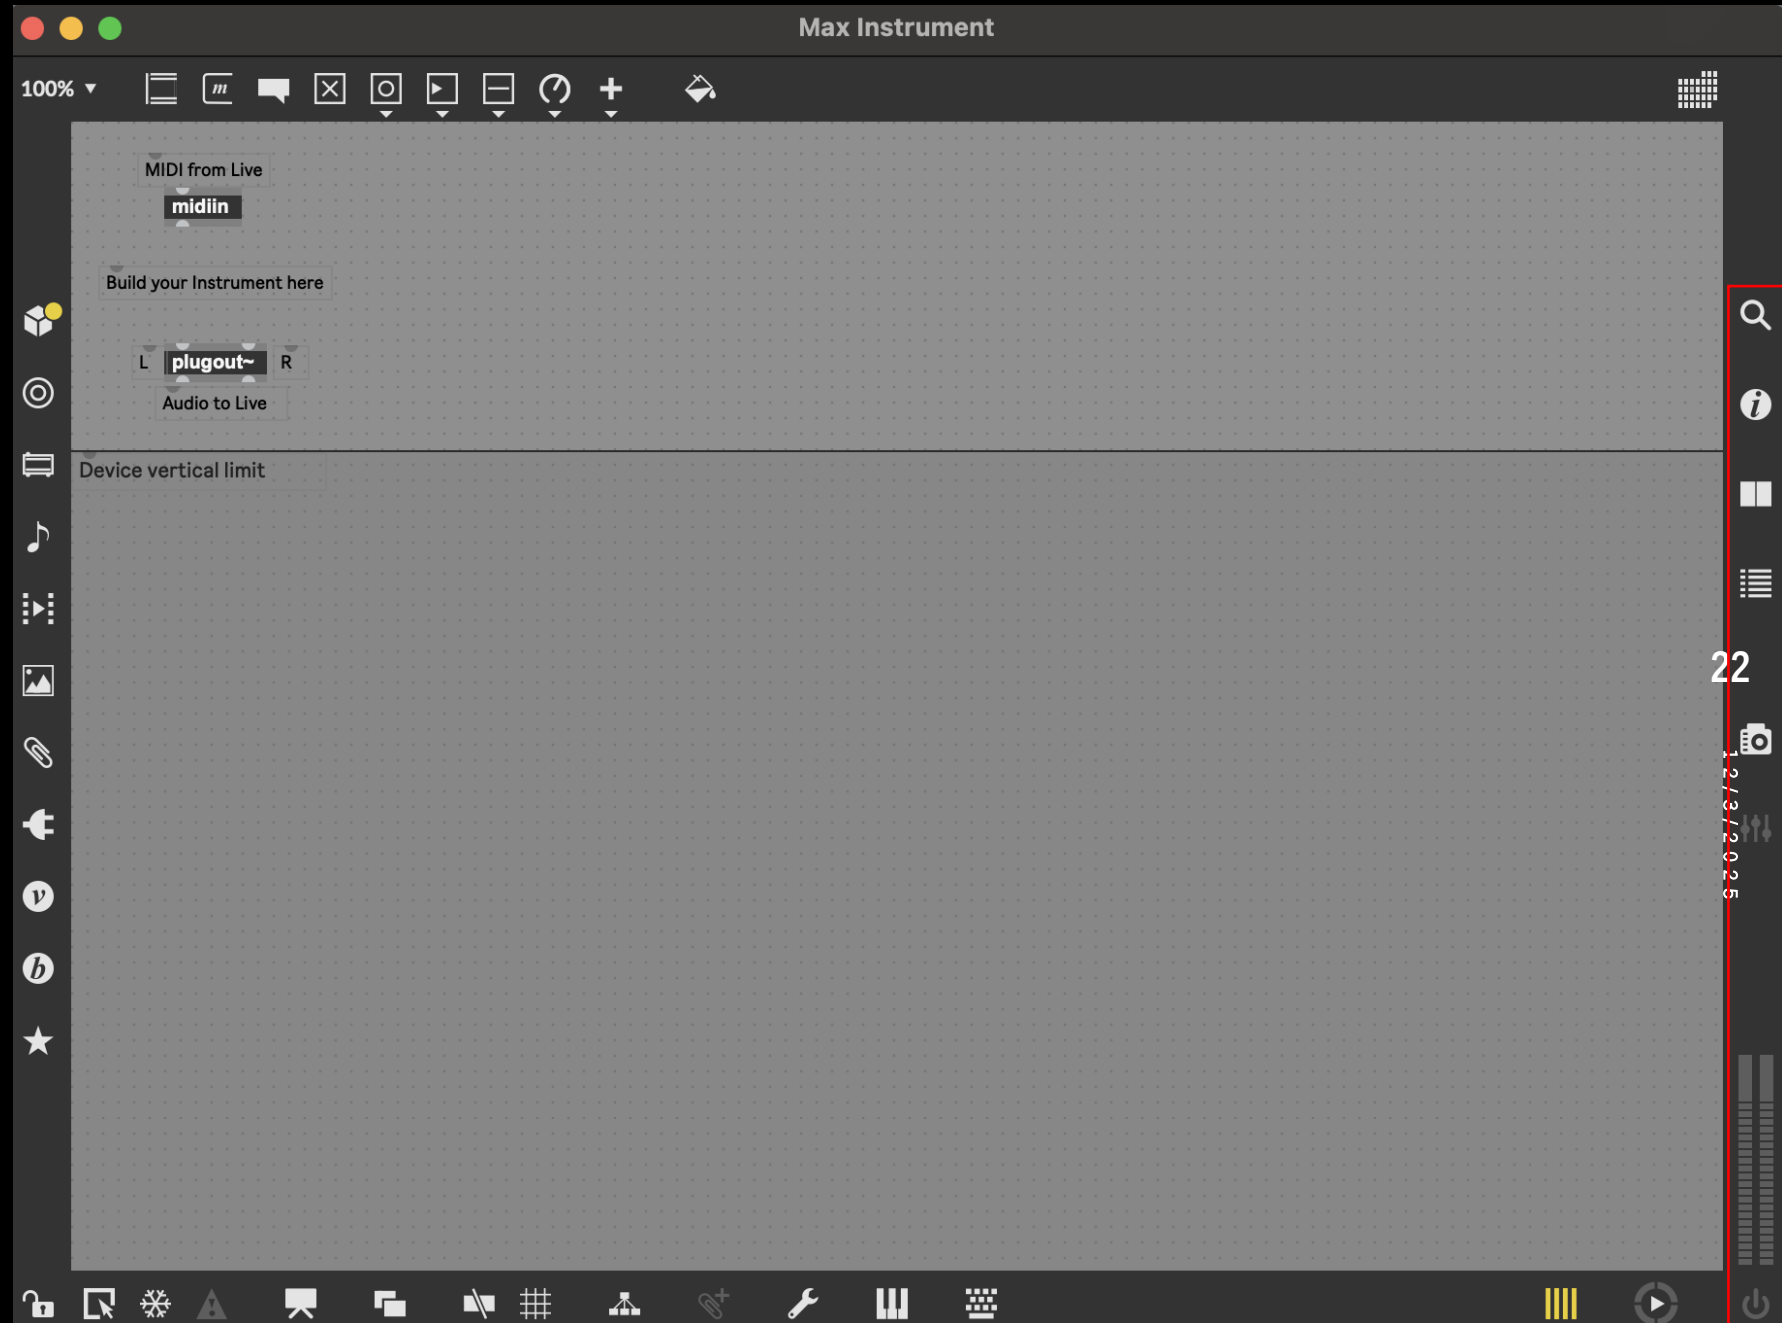 Max Instrument
100%
m
MIDI from Live
midiin
Build your Instrument here
L plugout~ R
Audio to Live
Device vertical limit
i
22
12/3/2025
v
b